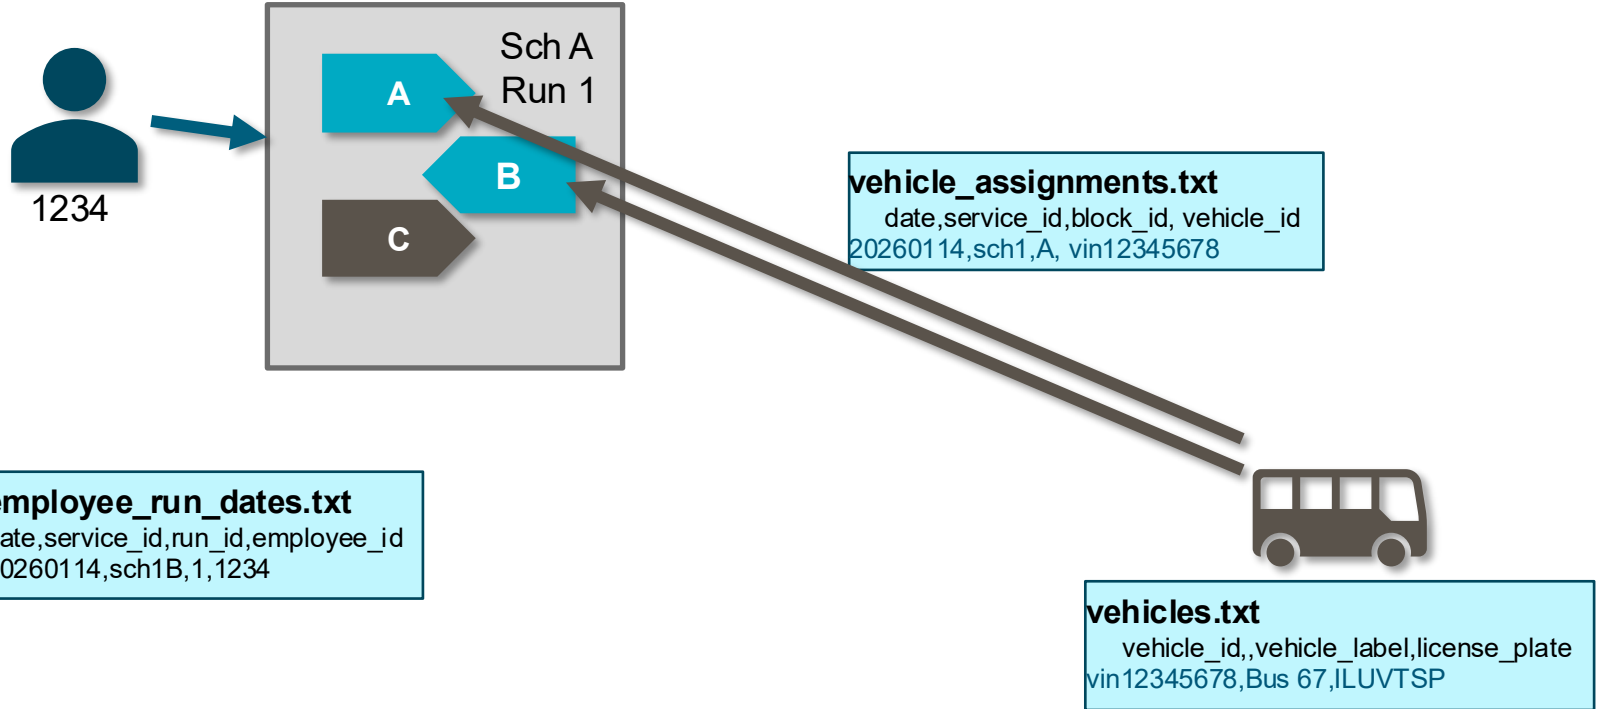 Sch A
Run 1
A
B
C
1234
vehicle_assignments.txt
date,service_id,block_id, vehicle_id
20260114,sch1,A, vin12345678
employee_run_dates.txt
ate,service_id,run_id,employee_id
0260114,sch1B,1,1234
vehicles.txt
vehicle_id,,vehicle_label,license_plate
vin12345678,Bus 67,ILUVTSP